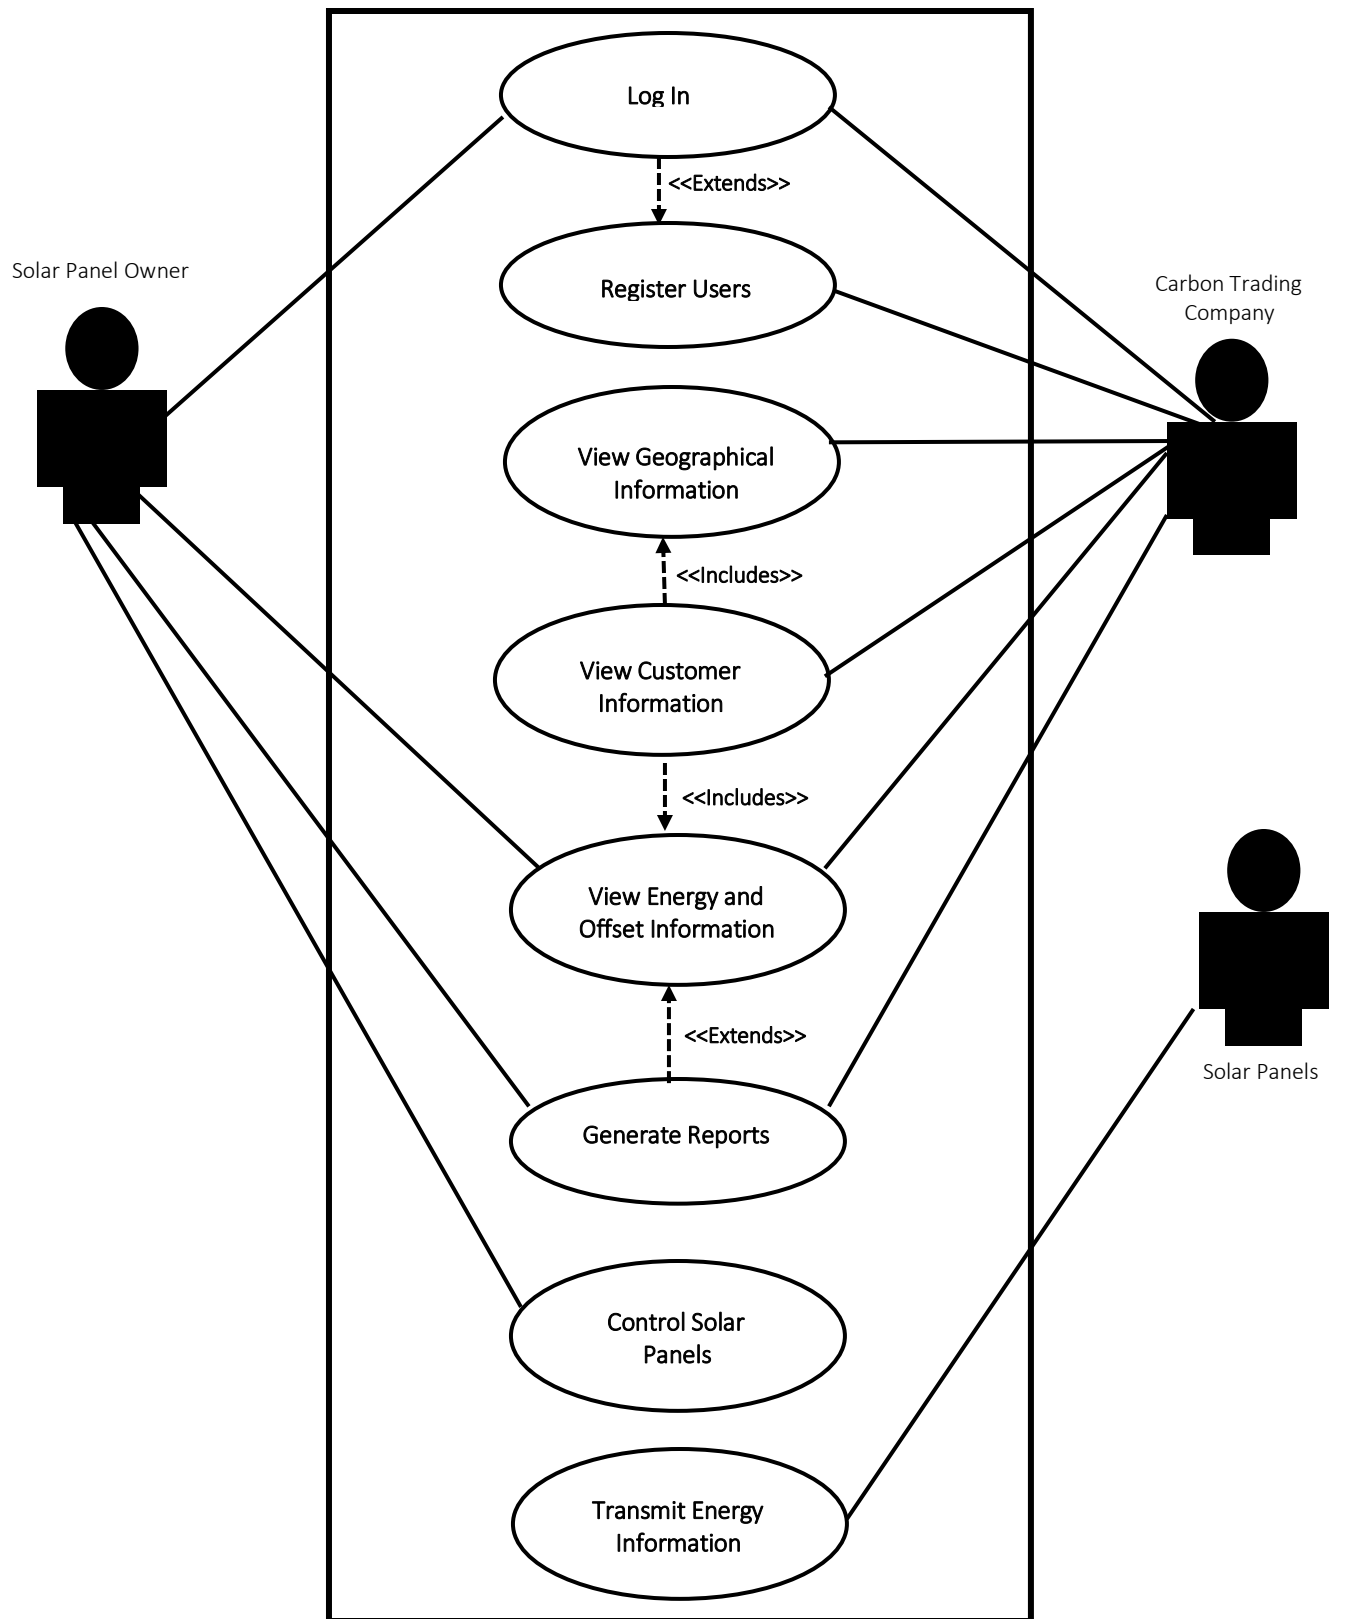 Log In
<<Extends>>
Register Users
Solar Panel Owner
Carbon Trading
Company
View Geographical
Information
<<Includes>>
View Customer
Information
<<Includes>>
View Energy and
Offset Information
<<Extends>>
Solar Panels
Generate Reports
Control Solar
Panels
Transmit Energy
Information